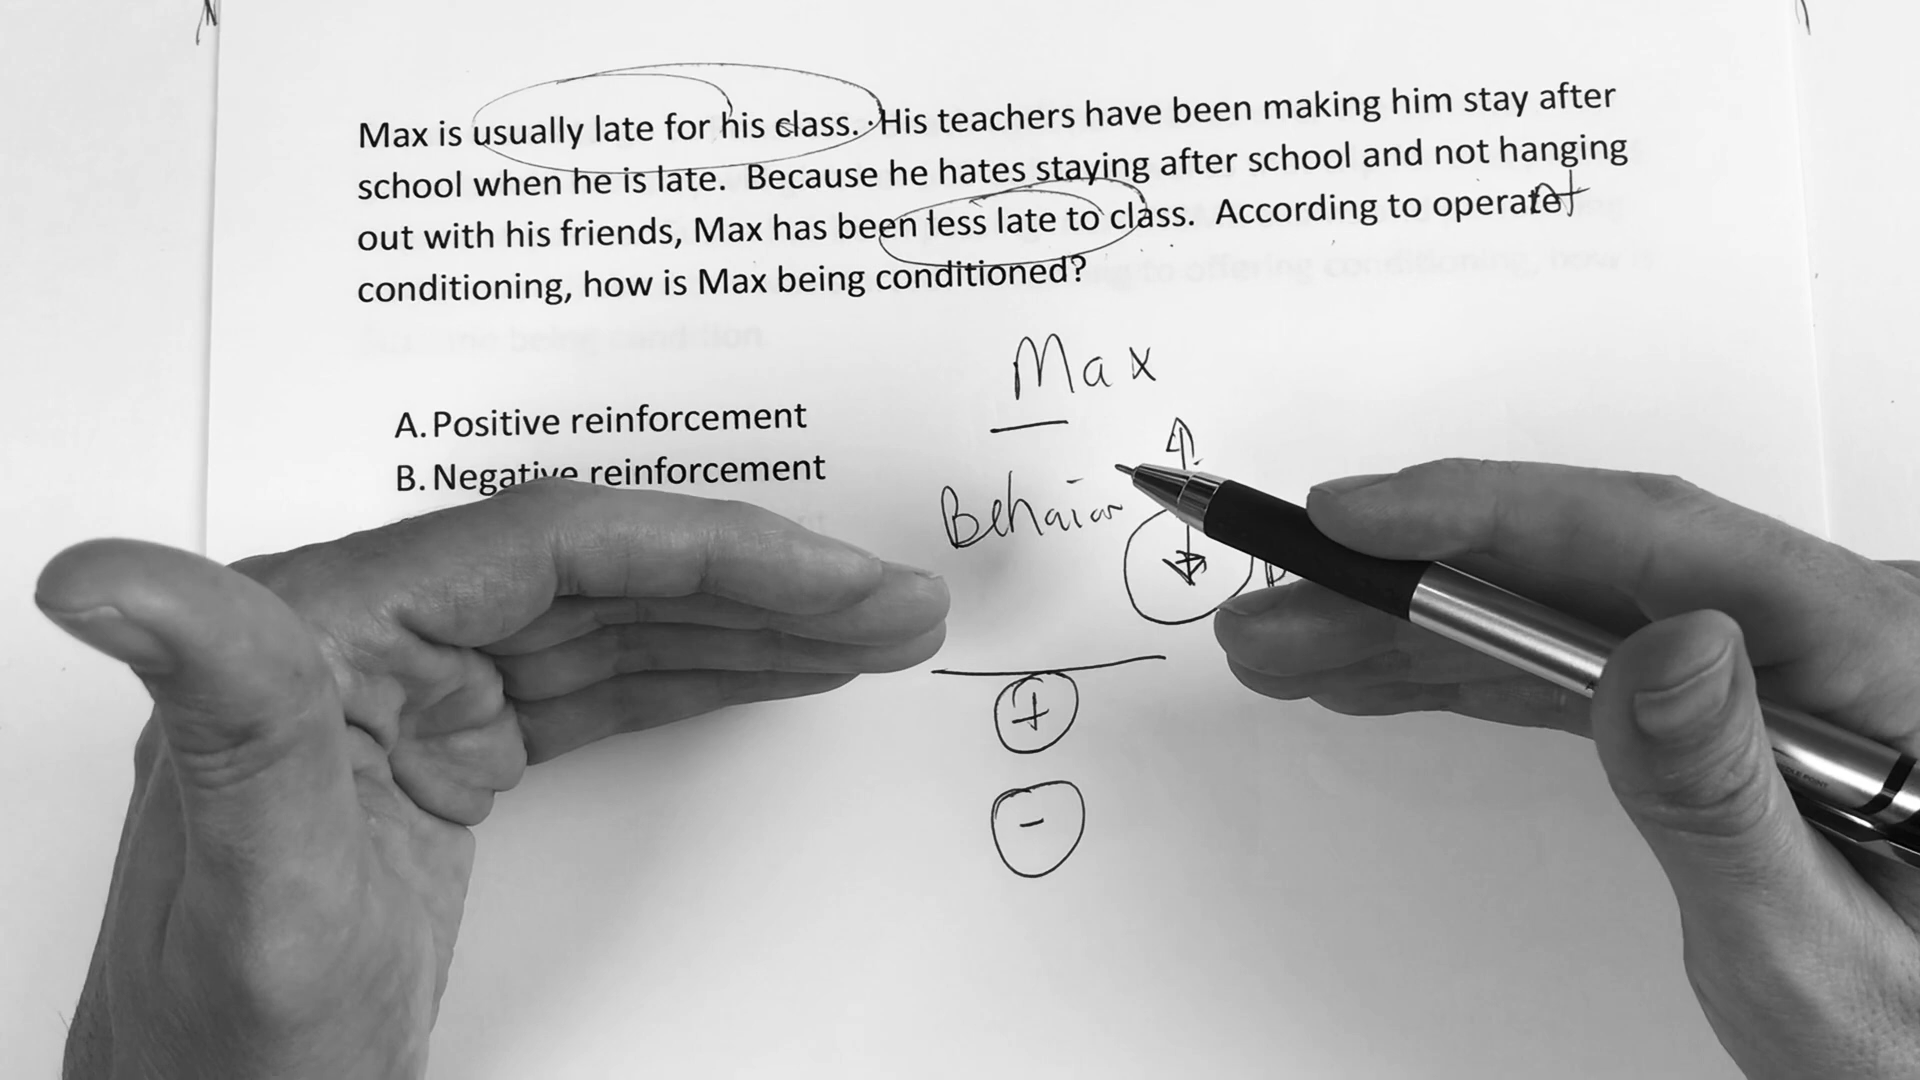 Max is usually late for his class. His teachers have been making him stay after
school when he is late. Because he hates staying after school and not hanging
out with his friends, Max has been less late to class. According to operant
conditioning, how is Max being conditioned?
Max
A. Positive reinforcement
B. Negative reinforcement
Behaior
+
-